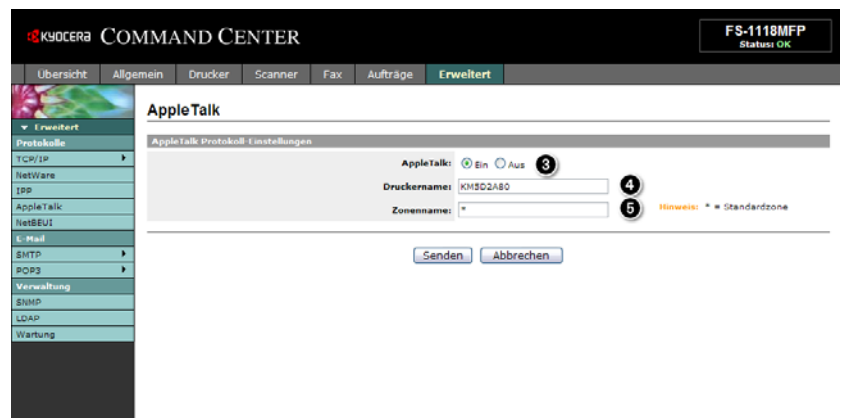 KYOCERA COMMAND CENTER
FS-1118MFP
Status: OK
Übersicht Allgemein Drucker Scanner Fax Aufträge Erweitert
AppleTalk
Erweitert
Protokolle
TCP/IP
NetWare
IPP
AppleTalk
NetBEUI
E-Mail
SMTP
POP3
Verwaltung
SNMP
LDAP
Wartung
AppleTalk Protokoll-Einstellungen
AppleTalk: Ein Aus 3
Druckername: KM5D2A80 4
Zonenname: * 5 Hinweis: * = Standardzone
Senden Abbrechen